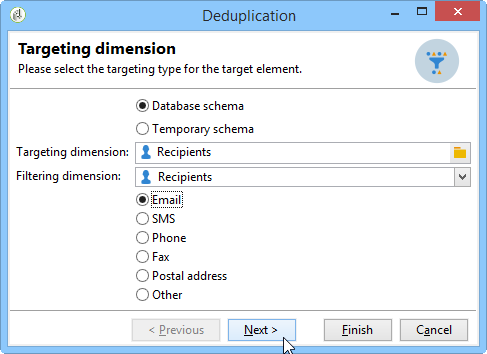 Deduplication
Targeting dimension
Please select the targeting type for the target element.
Database schema
Temporary schema
Targeting dimension: Recipients
Filtering dimension: Recipients
Email
SMS
Phone
Fax
Postal address
Other
< Previous Next > Finish Cancel